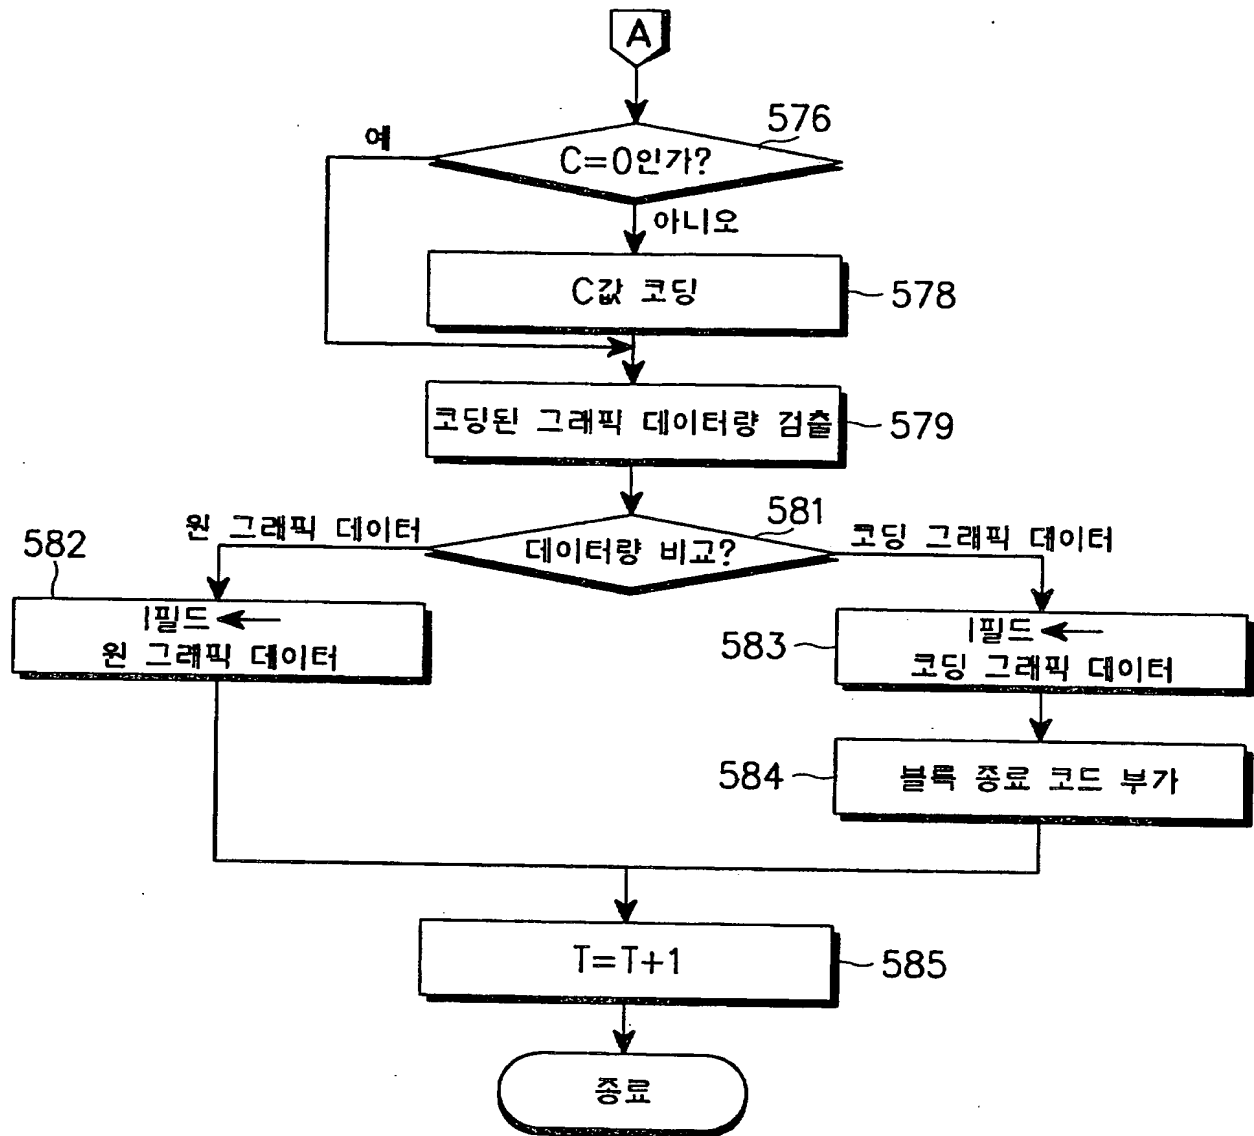 A
576
예
C=0인가?
아니오
C값 코딩
578
코딩된 그래픽 데이터량 검출
579
581
원 그래픽 데이터
데이터량 비교?
코딩 그래픽 데이터
582
I필드
원 그래픽 데이터
583
I필드
코딩 그래픽 데이터
584
블록 종료 코드 부가
T=T+1
585
종료